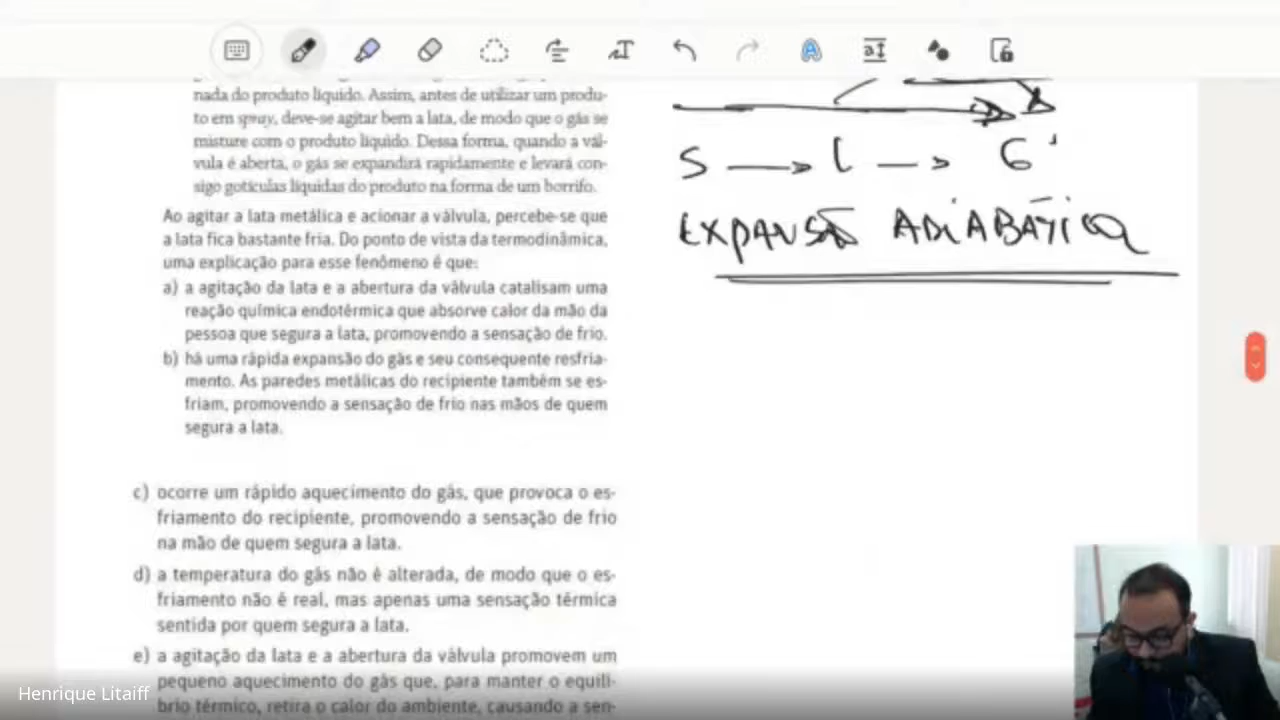 nada do produto líquido. Assim, antes de utilizar um produ-
to em spray, deve-se agitar bem a lata, de modo que o gás se
misture com o produto líquido. Dessa forma, quando a vál-
vula é aberta, o gás se expandirá rapidamente e levará con-
sigo gotículas líquidas do produto na forma de um borrifo.
Ao agitar a lata metálica e acionar a válvula, percebe-se que
a lata fica bastante fria. Do ponto de vista da termodinâmica,
uma explicação para esse fenômeno é que:
a) a agitação da lata e a abertura da válvula catalisam uma
reação química endotérmica que absorve calor da mão da
pessoa que segura a lata, promovendo a sensação de frio.
b) há uma rápida expansão do gás e seu consequente resfria-
mento. As paredes metálicas do recipiente também se es-
friam, promovendo a sensação de frio nas mãos de quem
segura a lata.
c) ocorre um rápido aquecimento do gás, que provoca o es-
friamento do recipiente, promovendo a sensação de frio
na mão de quem segura a lata.
d) a temperatura do gás não é alterada, de modo que o es-
friamento não é real, mas apenas uma sensação térmica
sentida por quem segura a lata.
e) a agitação da lata e a abertura da válvula promovem um
pequeno aquecimento do gás que, para manter o equilí-
brio térmico, retira o calor do ambiente, causando a sen-
S → L → G
EXPANSÃO ADIABÁTICA
Henrique Litaiff